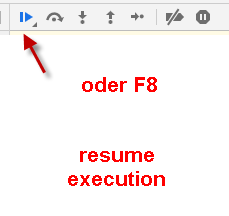 oder F8
resume
execution